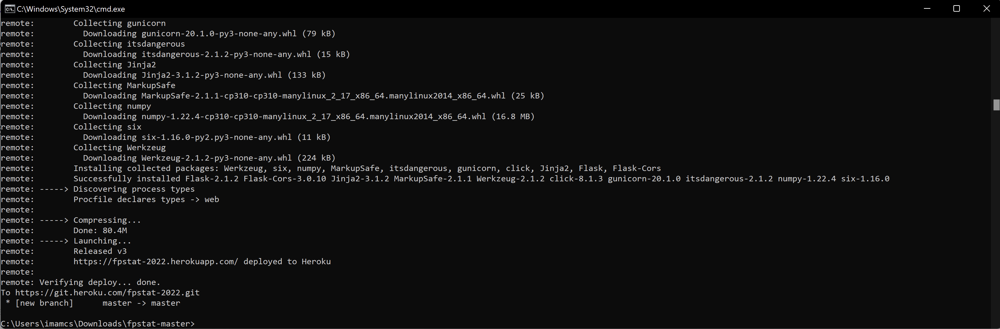 C:\Windows\System32\cmd.exe
remote:        Collecting gunicorn
remote:          Downloading gunicorn-20.1.0-py3-none-any.whl (79 kB)
remote:        Collecting itsdangerous
remote:          Downloading itsdangerous-2.1.2-py3-none-any.whl (15 kB)
remote:        Collecting Jinja2
remote:          Downloading Jinja2-3.1.2-py3-none-any.whl (133 kB)
remote:        Collecting MarkupSafe
remote:          Downloading MarkupSafe-2.1.1-cp310-cp310-manylinux_2_17_x86_64.manylinux2014_x86_64.whl (25 kB)
remote:        Collecting numpy
remote:          Downloading numpy-1.22.4-cp310-cp310-manylinux_2_17_x86_64.manylinux2014_x86_64.whl (16.8 MB)
remote:        Collecting six
remote:          Downloading six-1.16.0-py2.py3-none-any.whl (11 kB)
remote:        Collecting Werkzeug
remote:          Downloading Werkzeug-2.1.2-py3-none-any.whl (224 kB)
remote:        Installing collected packages: Werkzeug, six, numpy, MarkupSafe, itsdangerous, gunicorn, click, Jinja2, Flask, Flask-Cors
remote:        Successfully installed Flask-2.1.2 Flask-Cors-3.0.10 Jinja2-3.1.2 MarkupSafe-2.1.1 Werkzeug-2.1.2 click-8.1.3 gunicorn-20.1.0 itsdangerous-2.1.2 numpy-1.22.4 six-1.16.0
remote: -----> Discovering process types
remote:        Procfile declares types -> web
remote:
remote: -----> Compressing...
remote:        Done: 80.4M
remote: -----> Launching...
remote:        Released v3
remote:        https://fpstat-2022.herokuapp.com/ deployed to Heroku
remote:
remote: Verifying deploy... done.
To https://git.heroku.com/fpstat-2022.git
 * [new branch]      master -> master
C:\Users\imamcs\Downloads\fpstat-master>